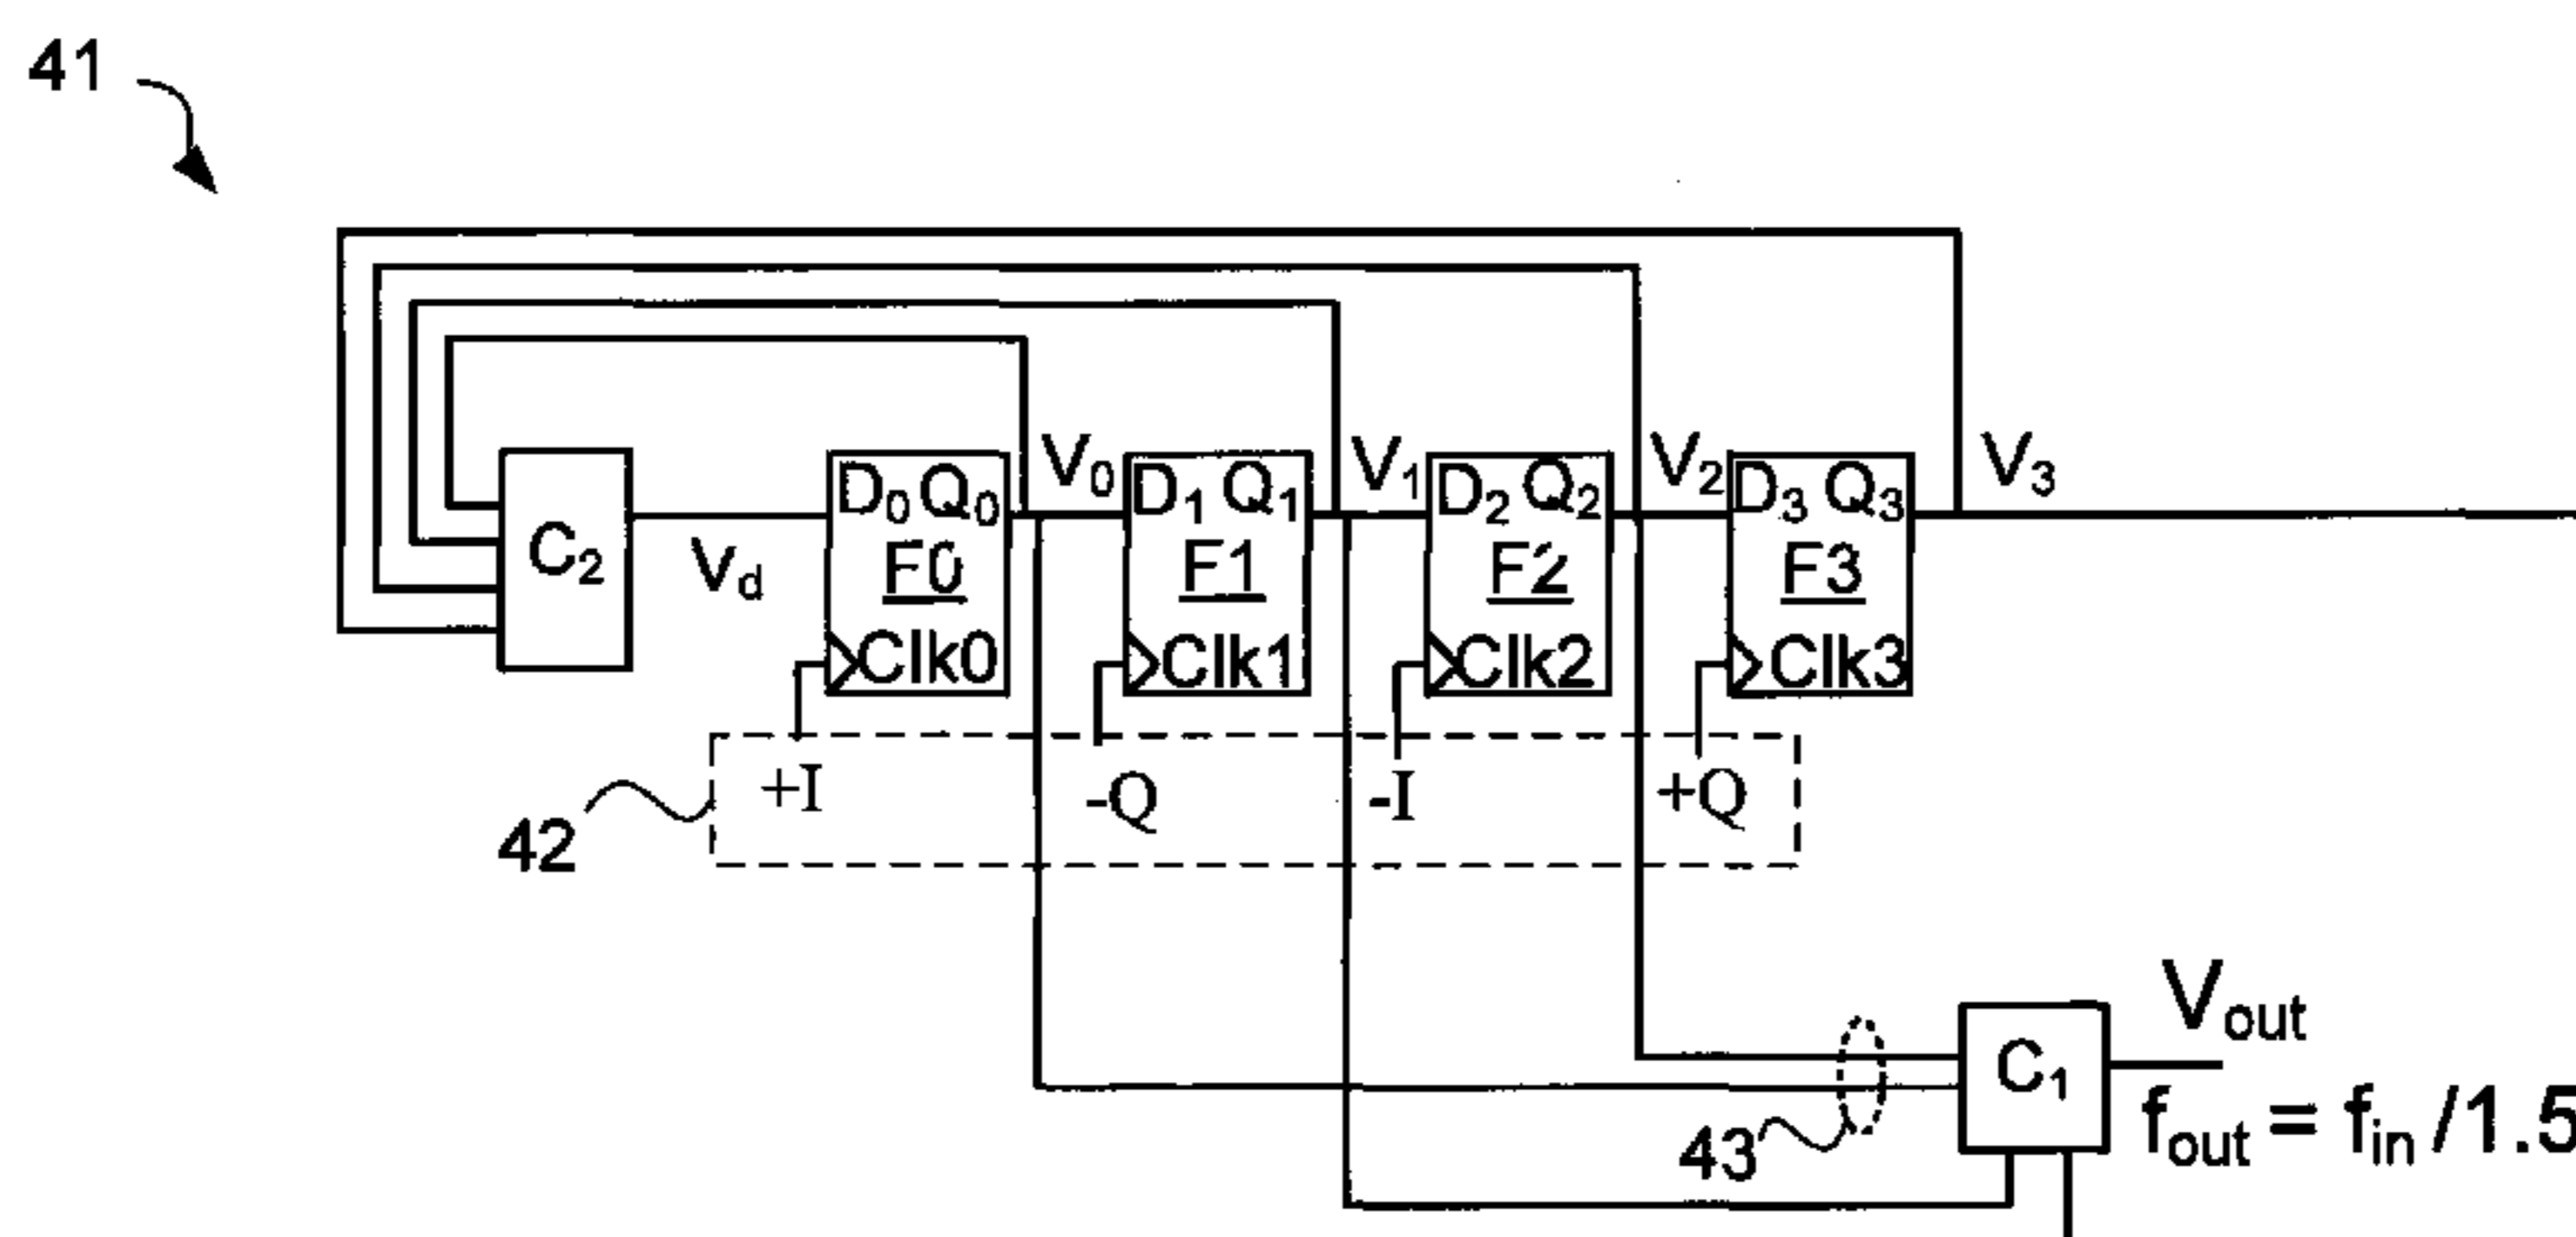 41
V0 V1 V2 V3
C2
Vd
D0 Q0
F0
Clk0
D1 Q1
F1
Clk1
D2 Q2
F2
Clk2
D3 Q3
F3
Clk3
+I -Q -I +Q
42
43
C1
Vout
fout = fin /1.5